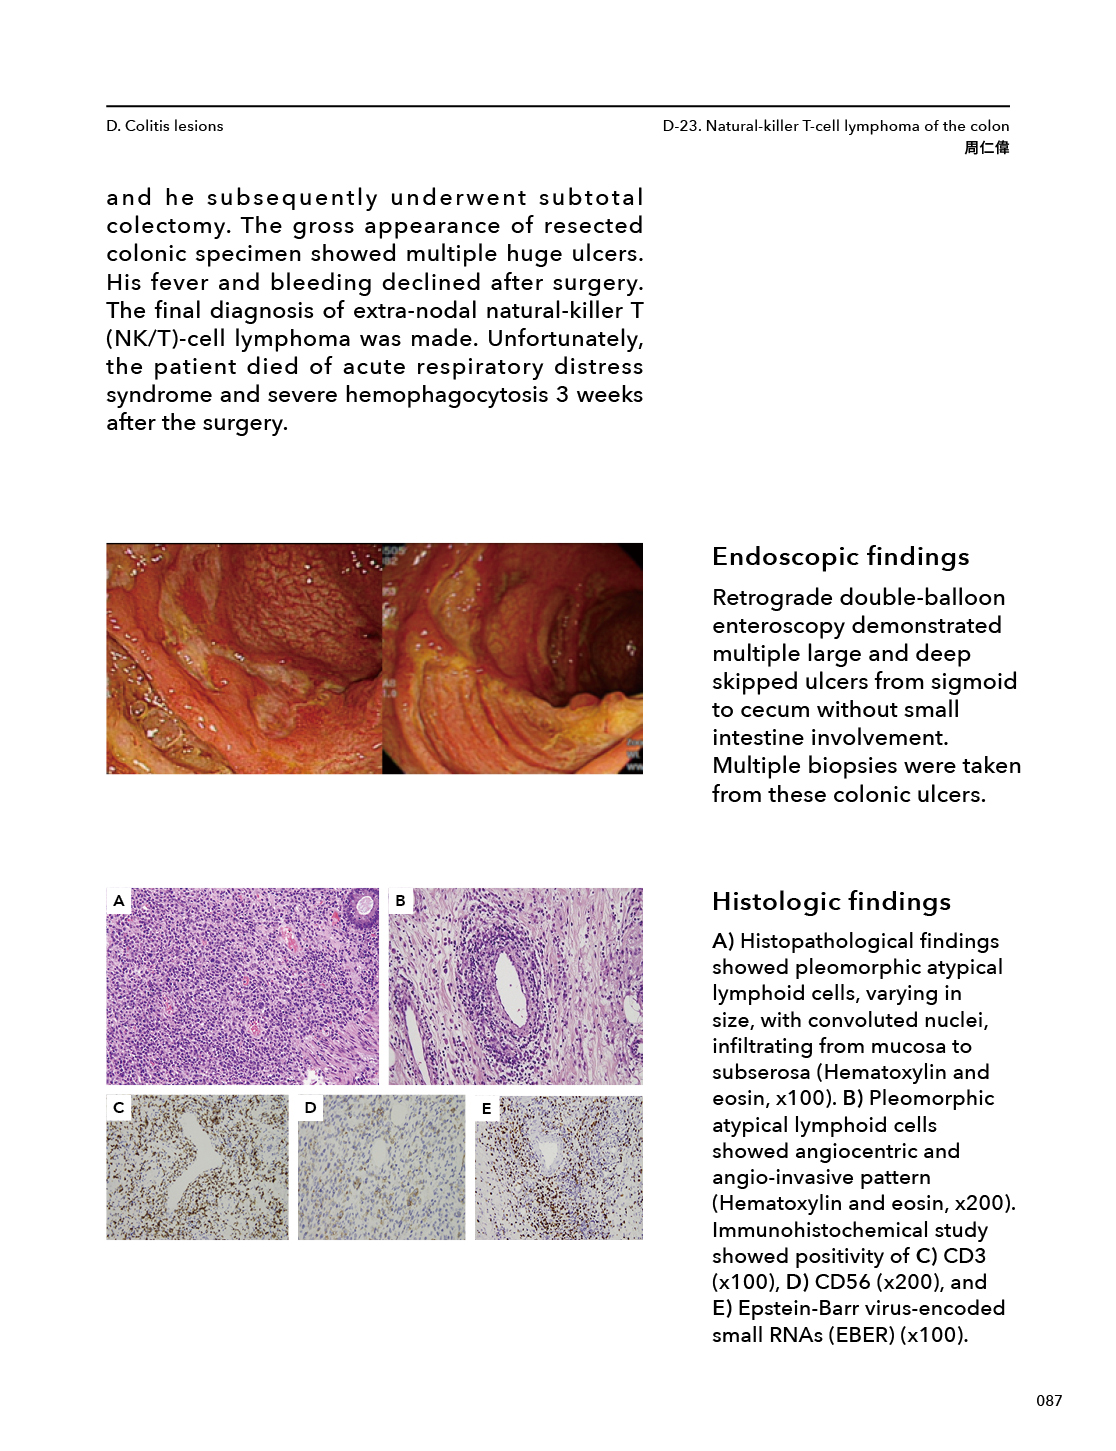 D. Colitis lesions
D-23. Natural-killer T-cell lymphoma of the colon
周仁偉
and he subsequently underwent subtotal
colectomy. The gross appearance of resected
colonic specimen showed multiple huge ulcers.
His fever and bleeding declined after surgery.
The final diagnosis of extra-nodal natural-killer T
(NK/T)-cell lymphoma was made. Unfortunately,
the patient died of acute respiratory distress
syndrome and severe hemophagocytosis 3 weeks
after the surgery.
Endoscopic findings
Retrograde double-balloon
enteroscopy demonstrated
multiple large and deep
skipped ulcers from sigmoid
to cecum without small
intestine involvement.
Multiple biopsies were taken
from these colonic ulcers.
A
B
C
D
E
Histologic findings
A) Histopathological findings
showed pleomorphic atypical
lymphoid cells, varying in
size, with convoluted nuclei,
infiltrating from mucosa to
subserosa (Hematoxylin and
eosin, x100). B) Pleomorphic
atypical lymphoid cells
showed angiocentric and
angio-invasive pattern
(Hematoxylin and eosin, x200).
Immunohistochemical study
showed positivity of C) CD3
(x100), D) CD56 (x200), and
E) Epstein-Barr virus-encoded
small RNAs (EBER) (x100).
087